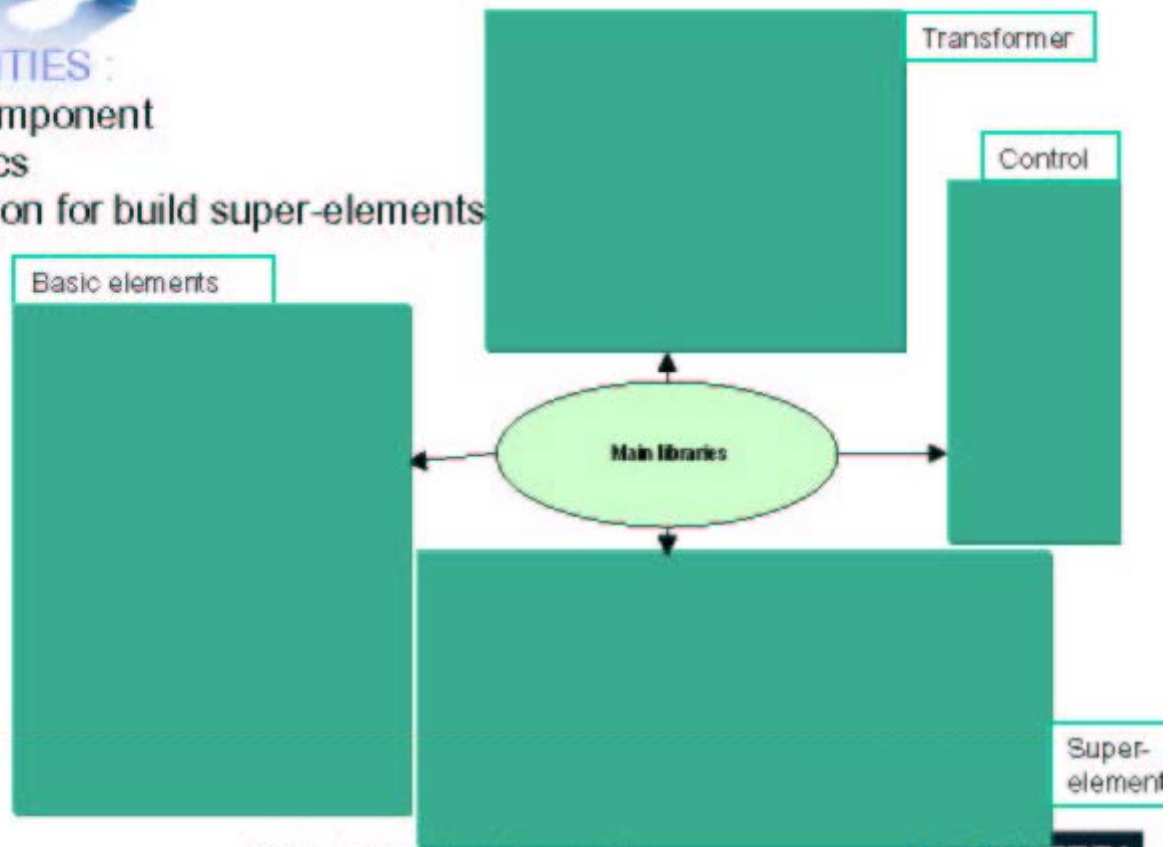 ITIES :
mponent
cs
on for build super-elements
Transformer
Control
Basic elements
Main libraries
Super-
element